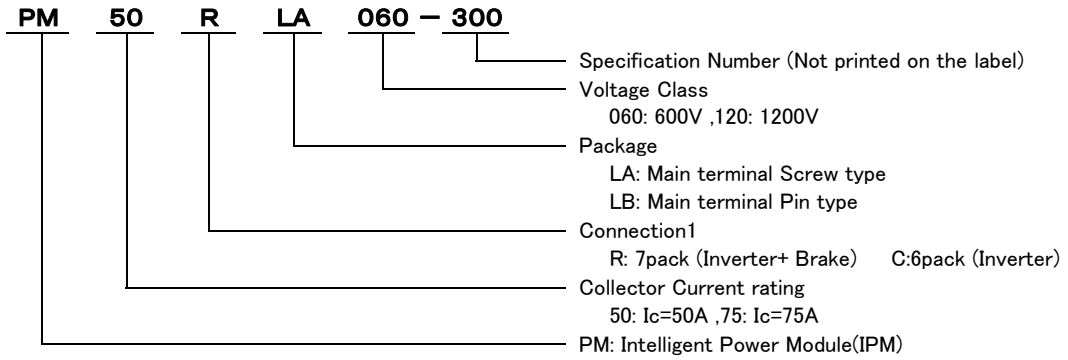 PM 50 R LA 060 - 300
Specification Number (Not printed on the label)
Voltage Class
060: 600V ,120: 1200V
Package
LA: Main terminal Screw type
LB: Main terminal Pin type
Connection1
R: 7pack (Inverter+ Brake) C:6pack (Inverter)
Collector Current rating
50: Ic=50A ,75: Ic=75A
PM: Intelligent Power Module(IPM)